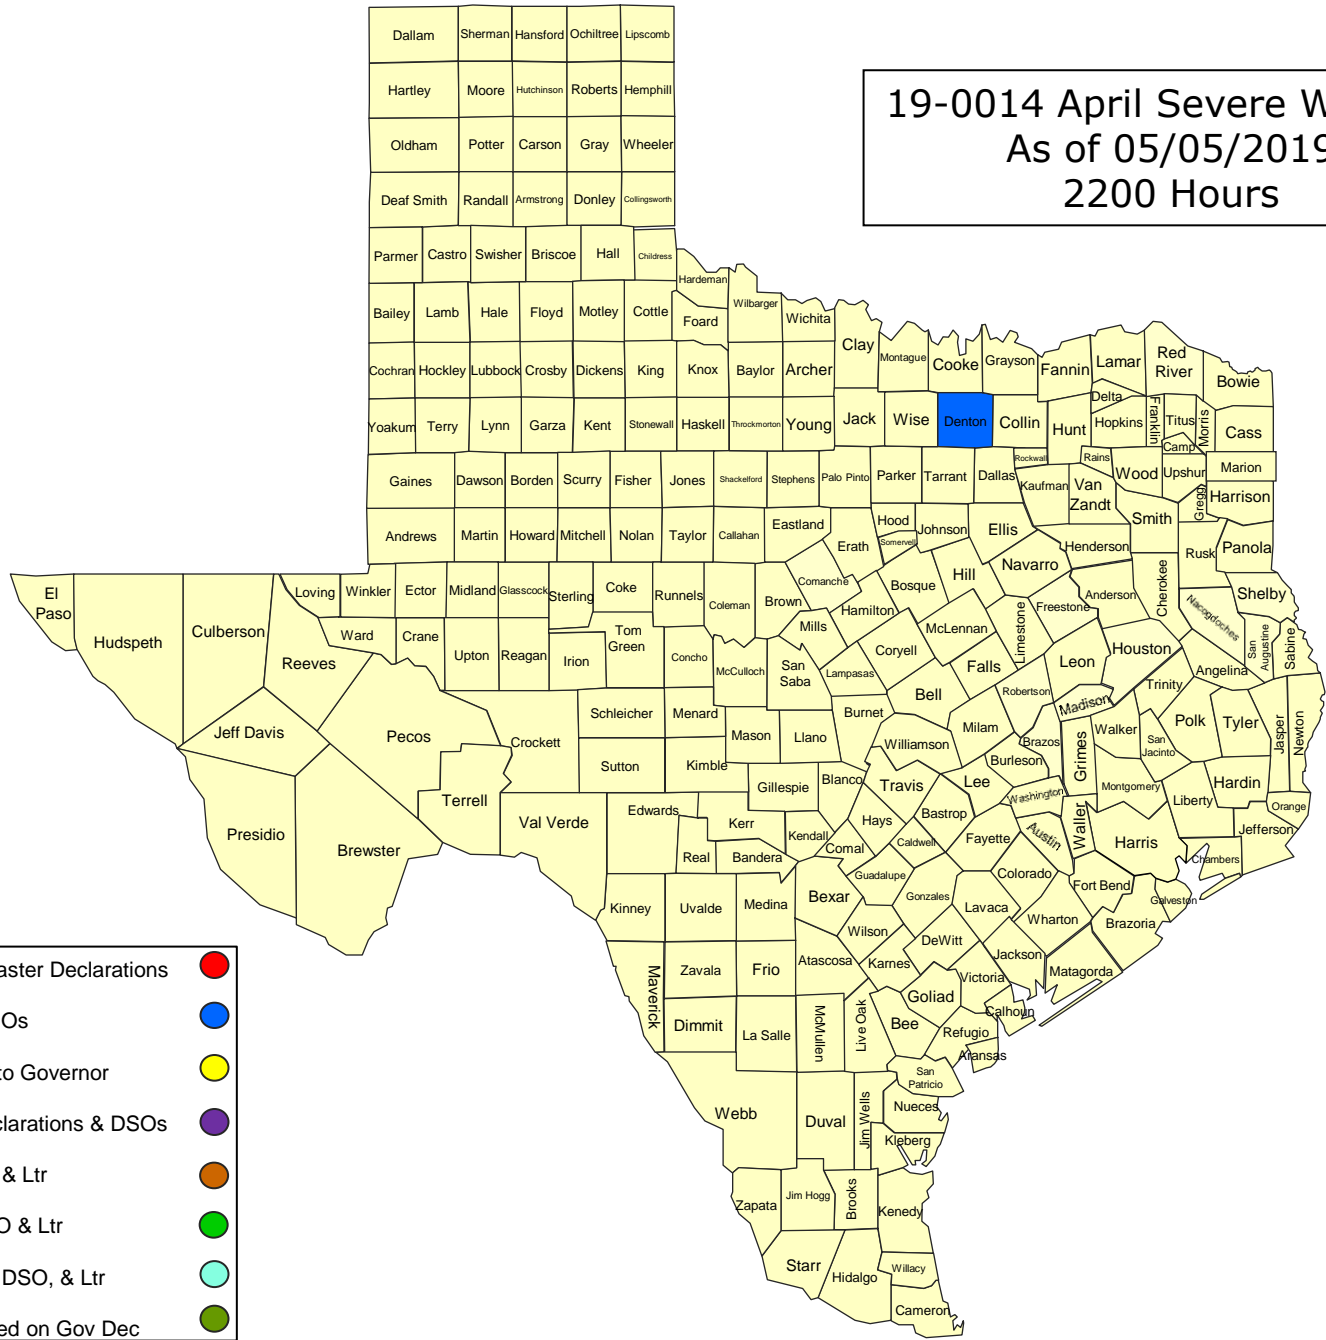 Dallam Sherman Hansford Ochiltree Lipscomb
Hartley Moore Hutchinson Roberts Hemphill
19-0014 April Severe W
As of 05/05/2019
2200 Hours
Oldham Potter Carson Gray Wheeler
Deaf Smith Randall Armstrong Donley Collingsworth
Parmer Castro Swisher Briscoe Hall Childress
Hardeman
Bailey Lamb Hale Floyd Motley Cottle Foard Wilbarger Wichita
Clay Montague Cooke Grayson Fannin Lamar Red
River Bowie
Cochran Hockley Lubbock Crosby Dickens King Knox Baylor Archer
Delta
Yoakum Terry Lynn Garza Kent Stonewall Haskell Throckmorton Young Jack Wise Denton Collin Hunt Hopkins Franklin Titus Morris Cass
Camp
Gaines Dawson Borden Scurry Fisher Jones Shackelford Stephens Palo Pinto Parker Tarrant Dallas Rockwall Kaufman Rains Van
Zandt Wood Upshur Marion
Gregg Harrison
Andrews Martin Howard Mitchell Nolan Taylor Callahan Eastland Erath Hood Somervell Johnson Ellis Henderson Smith Rusk Panola
El
Paso Hudspeth Culberson Loving Winkler Ector Midland Glasscock Sterling Coke Runnels Coleman Brown Comanche Hamilton Bosque Hill Navarro Freestone Anderson Cherokee Nacogdoches Shelby
Reeves Ward Crane Upton Reagan Irion Tom
Green Concho McCulloch San
Saba Mills Lampasas Coryell McLennan Limestone Falls Leon Houston Angelina San
Augustine Sabine
Jeff Davis Pecos Crockett Schleicher Menard Mason Llano Burnet Bell Milam Robertson Madison Trinity Walker San
Jacinto Polk Tyler Jasper Newton
Sutton Kimble Gillespie Blanco Williamson Travis Lee Burleson Brazos Grimes Washington Montgomery Liberty Hardin Orange
Presidio Brewster Terrell Val Verde Edwards Kerr Real Bandera Kendall Comal Hays Caldwell Bastrop Fayette Austin Waller Harris Chambers Jefferson
Kinney Uvalde Medina Bexar Guadalupe Gonzales Lavaca Colorado Wharton Fort Bend Brazoria Galveston
Maverick Zavala Frio Atascosa Wilson Karnes DeWitt Victoria Jackson Matagorda
Dimmit La Salle McMullen Live Oak Bee Goliad Refugio Calhoun Aransas
San
Patricio
Webb Duval Jim Wells Nueces
Kleberg
Zapata Jim Hogg Brooks Kenedy
Starr Hidalgo Willacy
Cameron
aster Declarations
Os
to Governor
clarations & DSOs
& Ltr
O & Ltr
DSO, & Ltr
ed on Gov Dec